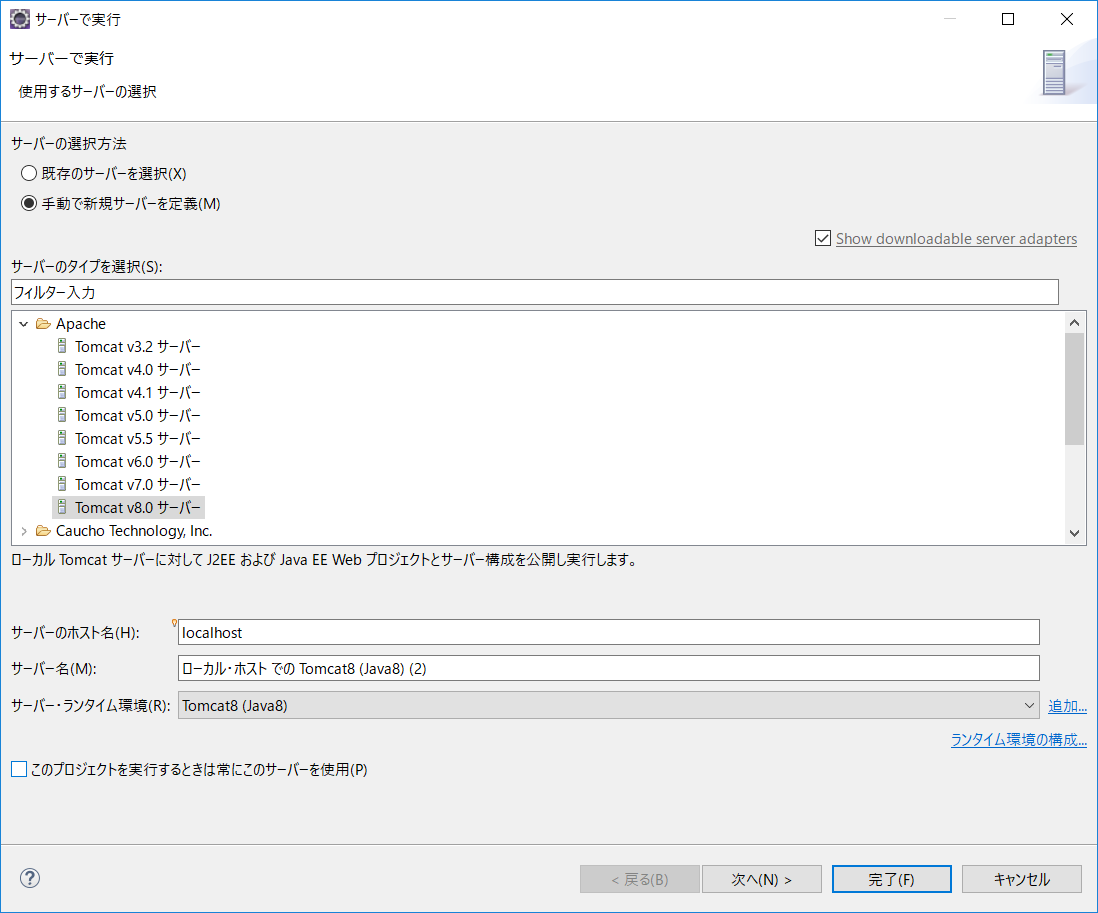 サーバーで実行
サーバーで実行
使用するサーバーの選択
サーバーの選択方法
既存のサーバーを選択(X)
手動で新規サーバーを定義(M)
Show downloadable server adapters
サーバーのタイプを選択(S):
フィルター入力
Apache
Tomcat v3.2 サーバー
Tomcat v4.0 サーバー
Tomcat v4.1 サーバー
Tomcat v5.0 サーバー
Tomcat v5.5 サーバー
Tomcat v6.0 サーバー
Tomcat v7.0 サーバー
Tomcat v8.0 サーバー
Caucho Technology, Inc.
ローカル Tomcat サーバーに対して J2EE および Java EE Web プロジェクトとサーバー構成を公開し実行します。
サーバーのホスト名(H): localhost
サーバー名(M): ローカル・ホスト での Tomcat8 (Java8) (2)
サーバー・ランタイム環境(R): Tomcat8 (Java8) 追加...
ランタイム環境の構成...
このプロジェクトを実行するときは常にこのサーバーを使用(P)
? < 戻る(B) 次へ(N) > 完了(F) キャンセル